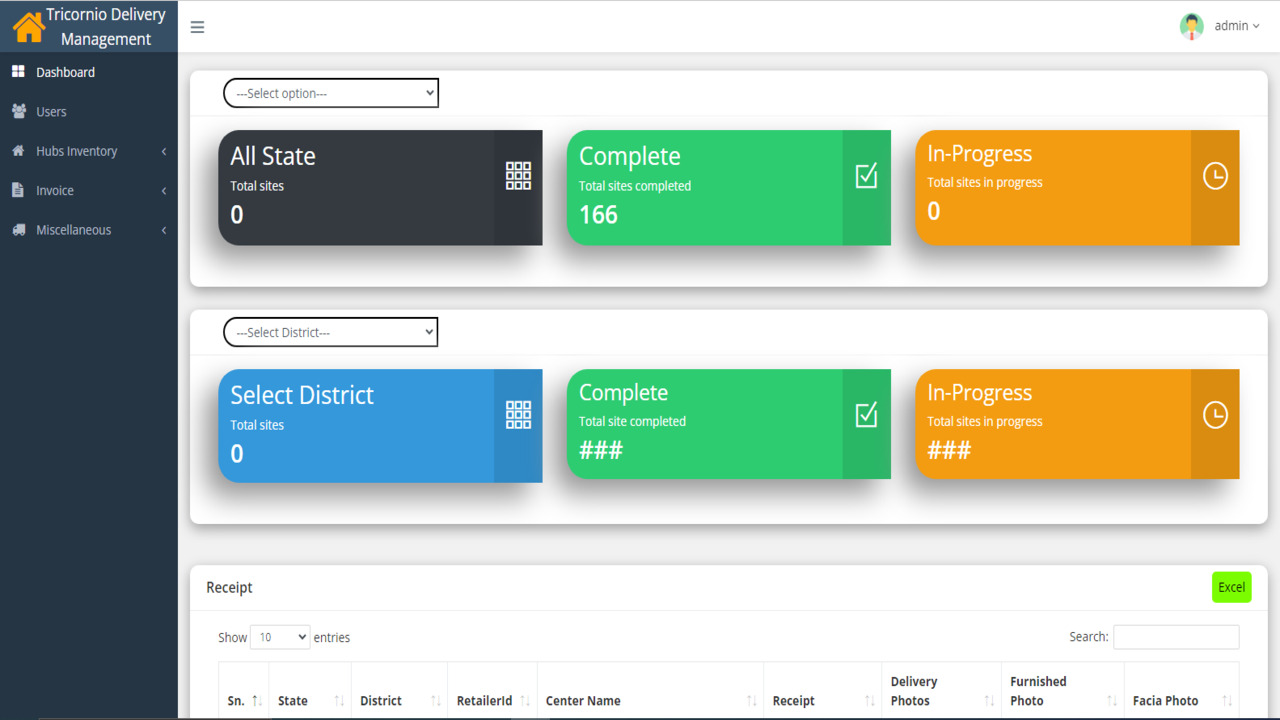 Tricornio Delivery
Management
admin
Dashboard
Users
Hubs Inventory
Invoice
Miscellaneous
---Select option---
All State
Total sites
0
Complete
Total sites completed
166
In-Progress
Total sites in progress
0
---Select District---
Select District
Total sites
0
Complete
Total site completed
###
In-Progress
Total sites in progress
###
Receipt
Excel
Show 10 entries
Search:
Sn.
State
District
RetailerId
Center Name
Receipt
Delivery
Photos
Furnished
Photo
Facia Photo